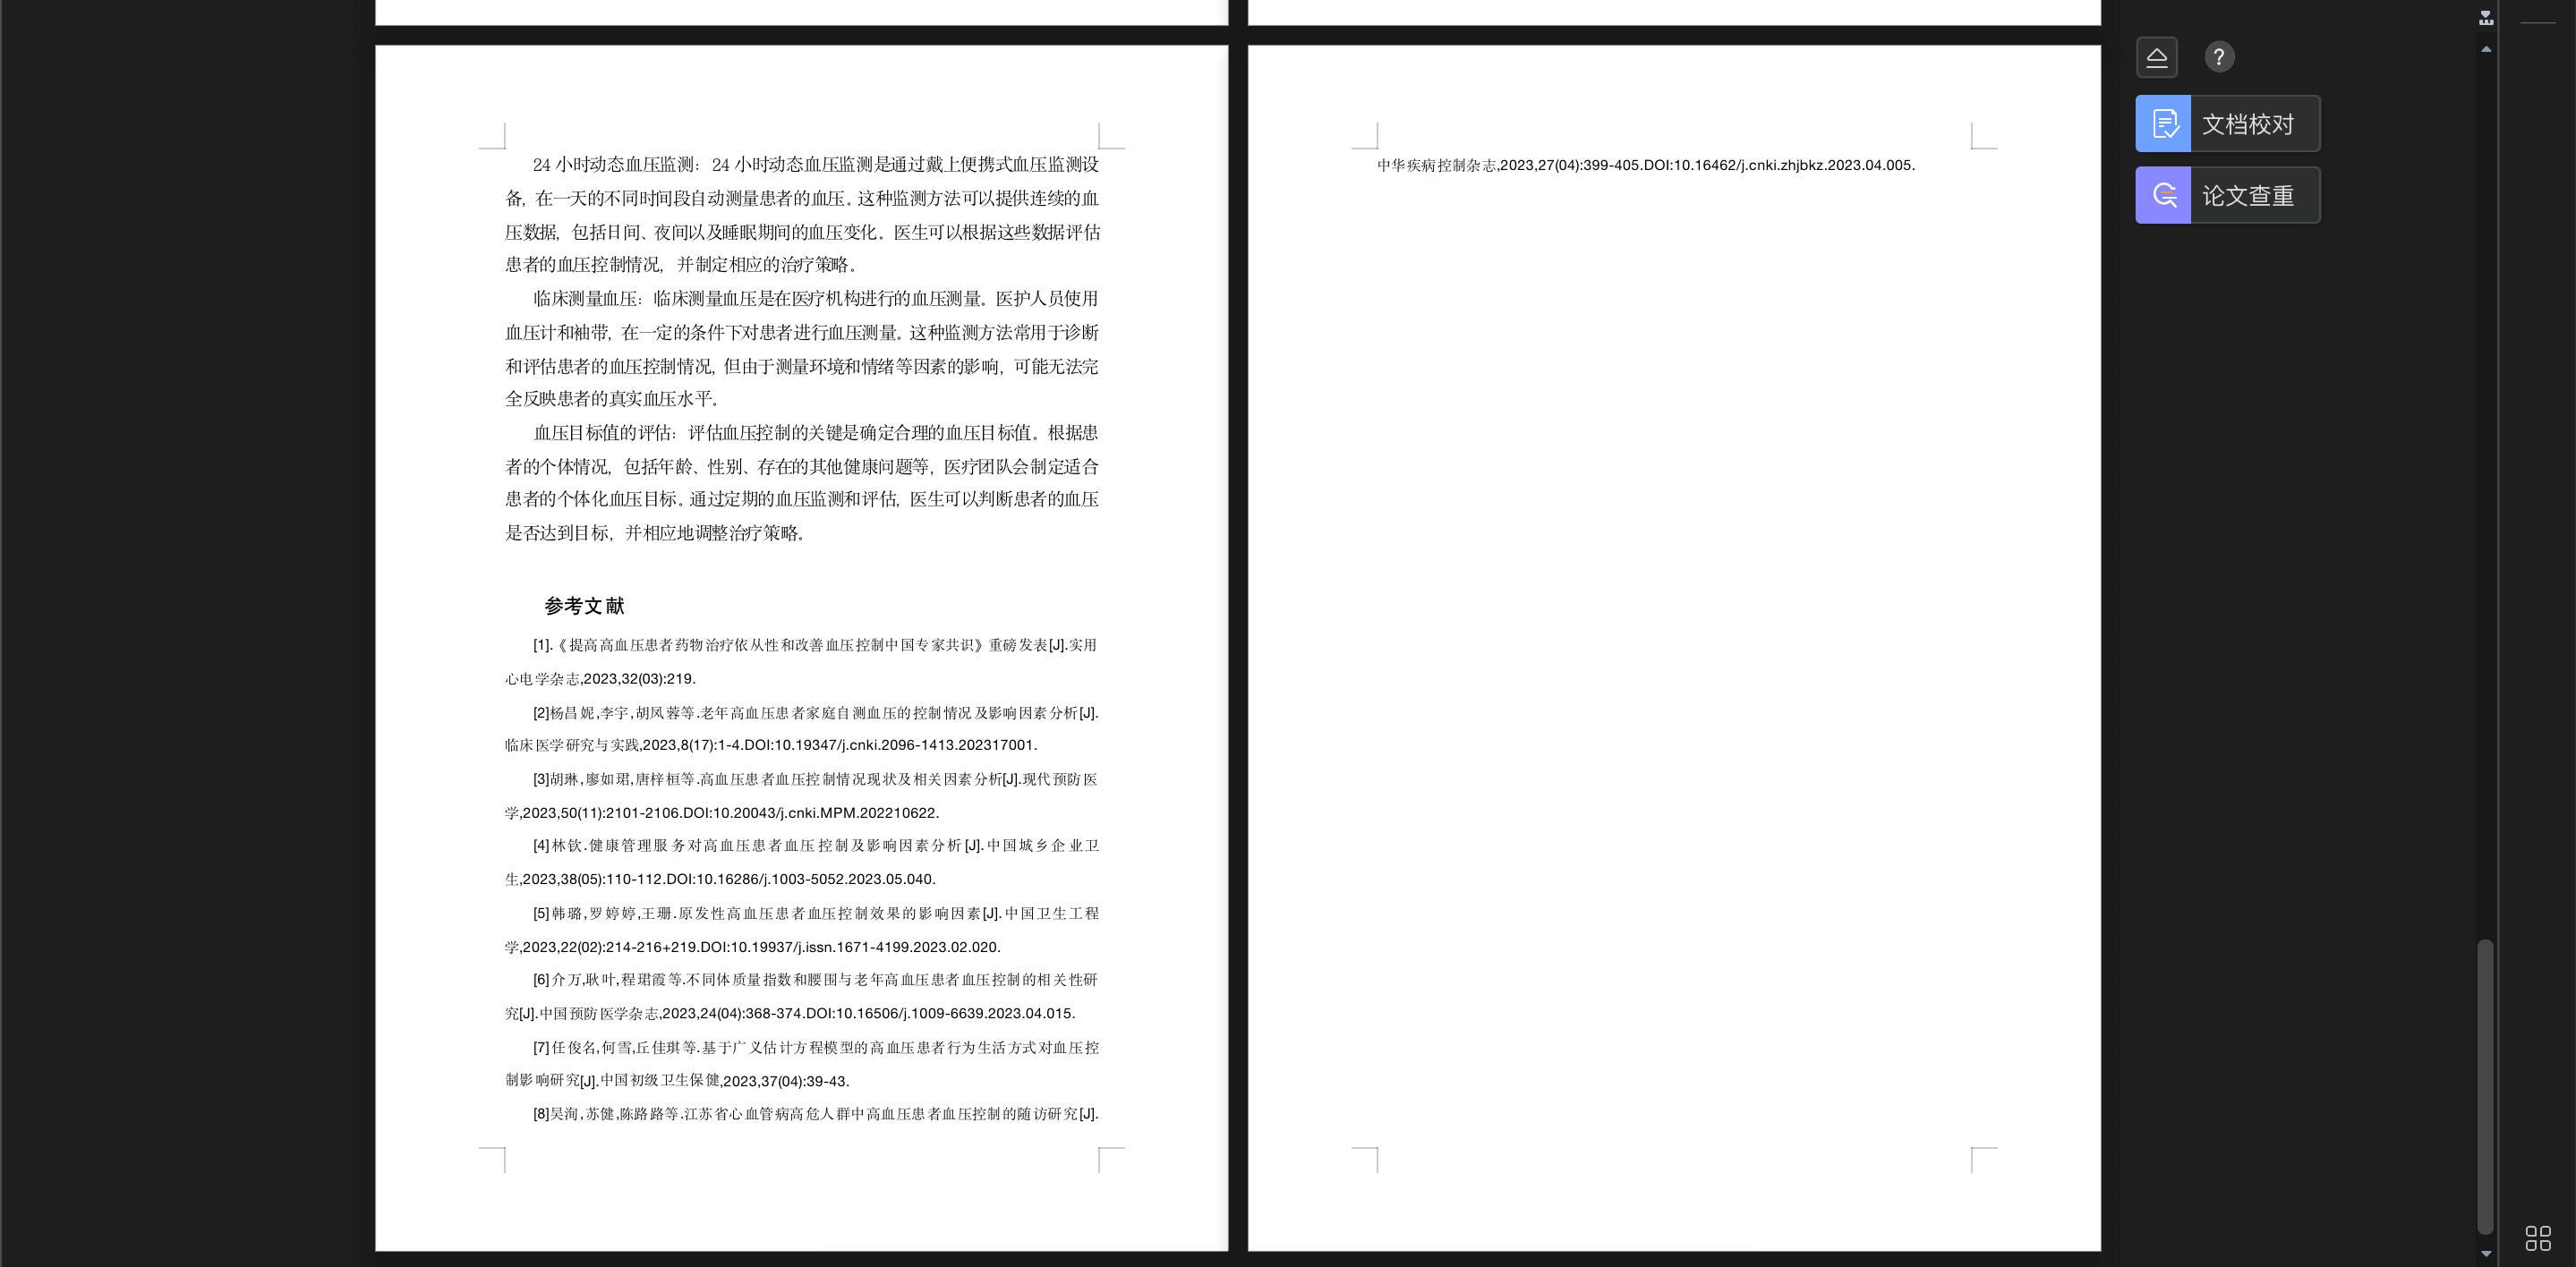 24 小时动态血压监测：24 小时动态血压监测是通过戴上便携式血压监测设
备，在一天的不同时间段自动测量患者的血压。这种监测方法可以提供连续的血
压数据，包括日间、夜间以及睡眠期间的血压变化。医生可以根据这些数据评估
患者的血压控制情况，并制定相应的治疗策略。
临床测量血压：临床测量血压是在医疗机构进行的血压测量。医护人员使用
血压计和袖带，在一定的条件下对患者进行血压测量。这种监测方法常用于诊断
和评估患者的血压控制情况，但由于测量环境和情绪等因素的影响，可能无法完
全反映患者的真实血压水平。
血压目标值的评估：评估血压控制的关键是确定合理的血压目标值。根据患
者的个体情况，包括年龄、性别、存在的其他健康问题等，医疗团队会制定适合
患者的个体化血压目标。通过定期的血压监测和评估，医生可以判断患者的血压
是否达到目标，并相应地调整治疗策略。
参考文献
[1].《提高高血压患者药物治疗依从性和改善血压控制中国专家共识》重磅发表[J].实用
心电学杂志,2023,32(03):219.
[2]杨昌妮,李宇,胡凤蓉等.老年高血压患者家庭自测血压的控制情况及影响因素分析[J].
临床医学研究与实践,2023,8(17):1-4.DOI:10.19347/j.cnki.2096-1413.202317001.
[3]胡琳,廖如珺,唐梓桓等.高血压患者血压控制情况现状及相关因素分析[J].现代预防医
学,2023,50(11):2101-2106.DOI:10.20043/j.cnki.MPM.202210622.
[4]林钦.健康管理服务对高血压患者血压控制及影响因素分析[J].中国城乡企业卫
生,2023,38(05):110-112.DOI:10.16286/j.1003-5052.2023.05.040.
[5]韩璐,罗婷婷,王珊.原发性高血压患者血压控制效果的影响因素[J].中国卫生工程
学,2023,22(02):214-216+219.DOI:10.19937/j.issn.1671-4199.2023.02.020.
[6]介万,耿叶,程珺霞等.不同体质量指数和腰围与老年高血压患者血压控制的相关性研
究[J].中国预防医学杂志,2023,24(04):368-374.DOI:10.16506/j.1009-6639.2023.04.015.
[7]任俊名,何雪,丘佳琪等.基于广义估计方程模型的高血压患者行为生活方式对血压控
制影响研究[J].中国初级卫生保健,2023,37(04):39-43.
[8]吴洵,苏健,陈路路等.江苏省心血管病高危人群中高血压患者血压控制的随访研究[J].
中华疾病控制杂志,2023,27(04):399-405.DOI:10.16462/j.cnki.zhjbkz.2023.04.005.
?
文档校对
论文查重